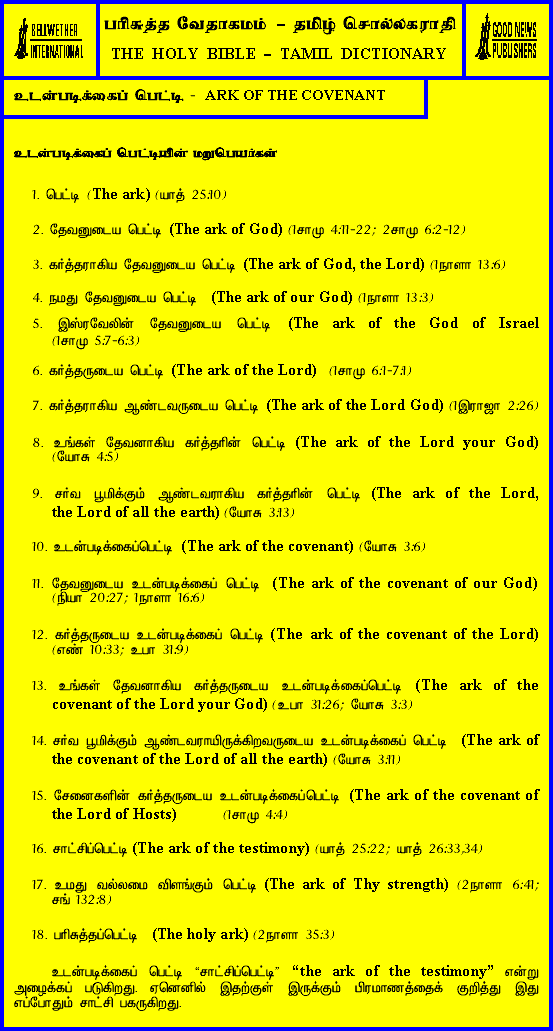 BELLWETHER
INTERNATIONAL
பரிசுத்த வேதாகமம் – தமிழ் சொல்லகராதி
THE HOLY BIBLE – TAMIL DICTIONARY
GOOD NEWS
PUBLISHERS
உடன்படிக்கைப் பெட்டி - ARK OF THE COVENANT
உடன்படிக்கைப் பெட்டியின் மறுபெயர்கள்
1. பெட்டி (The ark) (யாத் 25:10)
2. தேவனுடைய பெட்டி (The ark of God) (1சாமு 4:11-22; 2சாமு 6:2-12)
3. கர்த்தராகிய தேவனுடைய பெட்டி (The ark of God, the Lord) (1நாளா 13:6)
4. நமது தேவனுடைய பெட்டி (The ark of our God) (1நாளா 13:3)
5. இஸ்ரவேலின் தேவனுடைய பெட்டி (The ark of the God of Israel
(1சாமு 5:7-6:3)
6. கர்த்தருடைய பெட்டி (The ark of the Lord) (1சாமு 6:1-7:1)
7. கர்த்தராகிய ஆண்டவருடைய பெட்டி (The ark of the Lord God) (1இராஜா 2:26)
8. உங்கள் தேவனாகிய கர்த்தரின் பெட்டி (The ark of the Lord your God)
(யோசு 4:5)
9. சர்வ பூமிக்கும் ஆண்டவராகிய கர்த்தரின் பெட்டி (The ark of the Lord,
the Lord of all the earth) (யோசு 3:13)
10. உடன்படிக்கைப்பெட்டி (The ark of the covenant) (யோசு 3:6)
11. தேவனுடைய உடன்படிக்கைப் பெட்டி (The ark of the covenant of our God)
(நியா 20:27; 1நாளா 16:6)
12. கர்த்தருடைய உடன்படிக்கைப் பெட்டி (The ark of the covenant of the Lord)
(எண் 10:33; உபா 31:9)
13. உங்கள் தேவனாகிய கர்த்தருடைய உடன்படிக்கைப்பெட்டி (The ark of the
covenant of the Lord your God) (உபா 31:26; யோசு 3:3)
14. சர்வ பூமிக்கும் ஆண்டவராயிருக்கிறவருடைய உடன்படிக்கைப் பெட்டி (The ark of
the covenant of the Lord of all the earth) (யோசு 3:11)
15. சேனைகளின் கர்த்தருடைய உடன்படிக்கைப்பெட்டி (The ark of the covenant of
the Lord of Hosts) (1சாமு 4:4)
16. சாட்சிப்பெட்டி (The ark of the testimony) (யாத் 25:22; யாத் 26:33,34)
17. உமது வல்லமை விளங்கும் பெட்டி (The ark of Thy strength) (2நாளா 6:41;
சங் 132:8)
18. பரிசுத்தப்பெட்டி (The holy ark) (2நாளா 35:3)
உடன்படிக்கைப் பெட்டி “சாட்சிப்பெட்டி” “the ark of the testimony” என்று
அழைக்கப் படுகிறது. ஏனெனில் இதற்குள் இருக்கும் பிரமாணத்தைக் குறித்து இது
எப்போதும் சாட்சி பகருகிறது.